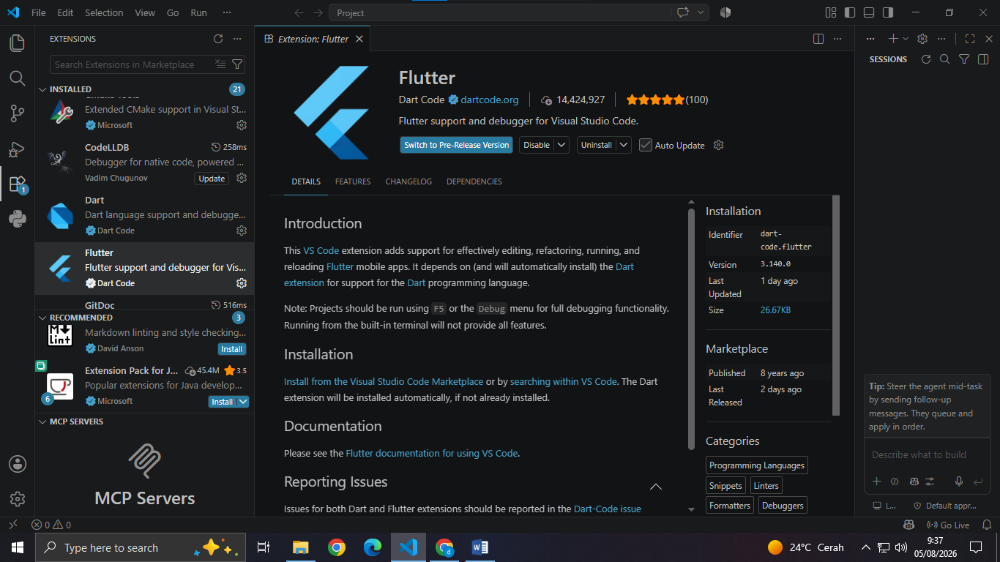 File Edit Selection View Go Run ···
Project
EXTENSIONS
Search Extensions in Marketplace
INSTALLED 21
CMake Tools
Extended CMake support in Visual St...
Microsoft
CodeLLDB 258ms
Debugger for native code, powered ...
Vadim Chugunov Update
Dart
Dart language support and debugge...
Dart Code
Flutter
Flutter support and debugger for Vis...
Dart Code
GitDoc 516ms
RECOMMENDED 3
Markdown linting and style checking...
David Anson Install
Extension Pack for J... 45.4M 3.5
Popular extensions for Java develop...
6 Microsoft Install
MCP SERVERS
MCP Servers
1
Extension: Flutter
Flutter
Dart Code dartcode.org 14,424,927 (100)
Flutter support and debugger for Visual Studio Code.
Switch to Pre-Release Version Disable Uninstall Auto Update
DETAILS FEATURES CHANGELOG DEPENDENCIES
Introduction
This VS Code extension adds support for effectively editing, refactoring, running, and
reloading Flutter mobile apps. It depends on (and will automatically install) the Dart
extension for support for the Dart programming language.
Note: Projects should be run using F5 or the Debug menu for full debugging functionality.
Running from the built-in terminal will not provide all features.
Installation
Install from the Visual Studio Code Marketplace or by searching within VS Code. The Dart
extension will be installed automatically, if not already installed.
Documentation
Please see the Flutter documentation for using VS Code.
Reporting Issues
Issues for both Dart and Flutter extensions should be reported in the Dart-Code issue
Installation
Identifier dart-
code.flutter
Version 3.140.0
Last 1 day ago
Updated
Size 26.67KB
Marketplace
Published 8 years ago
Last 2 days ago
Released
Categories
Programming Languages
Snippets Linters
Formatters Debuggers
SESSIONS
Tip: Steer the agent mid-task
by sending follow-up
messages. They queue and
apply in order.
Describe what to build
L... Default appr...
0 0
Go Live
Type here to search
24°C Cerah
9:37
05/08/2026